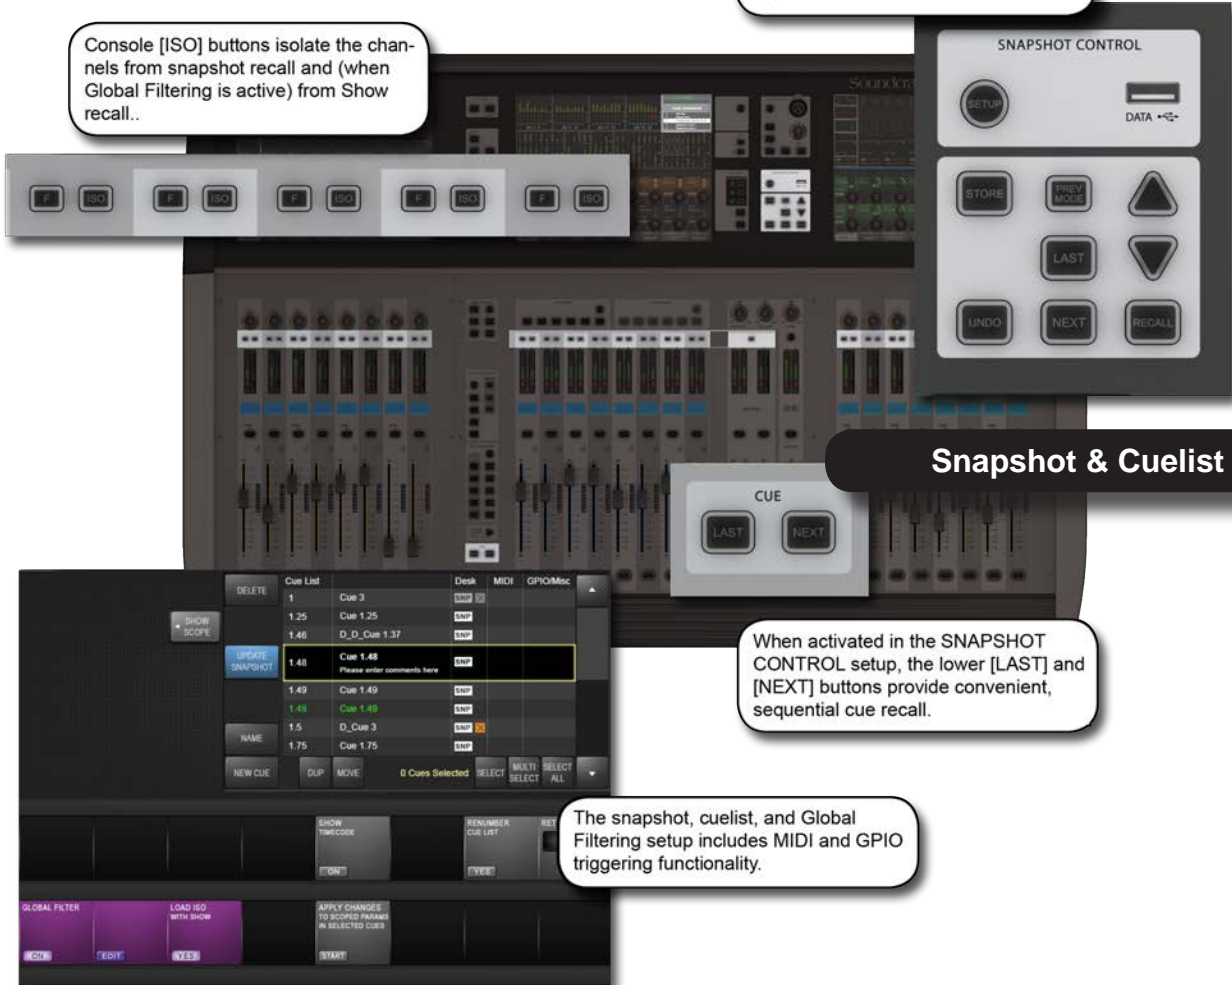 Console [ISO] buttons isolate the chan-
nels from snapshot recall and (when
Global Filtering is active) from Show
recall..
F ISO F ISO F ISO F ISO F ISO
SNAPSHOT CONTROL
SETUP
DATA
STORE
PREV
MODE
LAST
UNDO
NEXT
RECALL
Snapshot & Cuelist
CUE
LAST
NEXT
When activated in the SNAPSHOT
CONTROL setup, the lower [LAST] and
[NEXT] buttons provide convenient,
sequential cue recall.
SHOW
SCOPE
DELETE
UPDATE
SNAPSHOT
NAME
NEW CUE
Cue List Desk MIDI GPIO/Misc
1 Cue 3 SNP
1.25 Cue 1.25 SNP
1.46 D_D_Cue 1.37 SNP
1.48 Cue 1.48 SNP
Please enter comments here
1.49 Cue 1.49 SNP
1.49 Cue 1.49 SNP
1.5 D_Cue 3 SNP
1.75 Cue 1.75 SNP
DUP
MOVE
0 Cues Selected
SELECT
MULTI
SELECT
SELECT
ALL
SHOW
TIMECODE
ON
RENUMBER
CUE LIST
YES
RET
The snapshot, cuelist, and Global
Filtering setup includes MIDI and GPIO
triggering functionality.
GLOBAL FILTER
ON
EDIT
LOAD ISO
WITH SHOW
YES
APPLY CHANGES
TO SCOPED PARAMS
IN SELECTED CUES
START